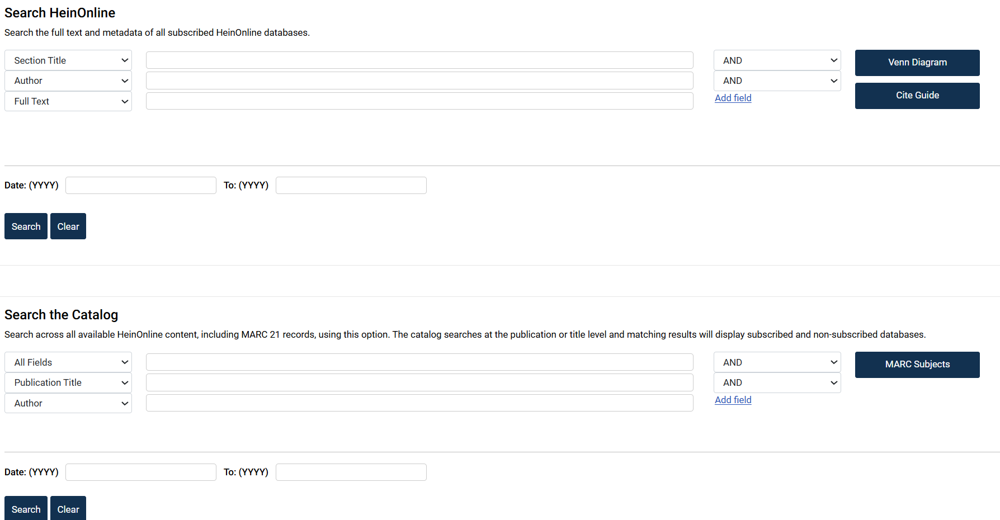 Search HeinOnline
Search the full text and metadata of all subscribed HeinOnline databases.
Section Title AND Venn Diagram
Author AND
Full Text Add field Cite Guide
Date: (YYYY) To: (YYYY)
Search Clear
Search the Catalog
Search across all available HeinOnline content, including MARC 21 records, using this option. The catalog searches at the publication or title level and matching results will display subscribed and non-subscribed databases.
All Fields AND MARC Subjects
Publication Title AND
Author Add field
Date: (YYYY) To: (YYYY)
Search Clear